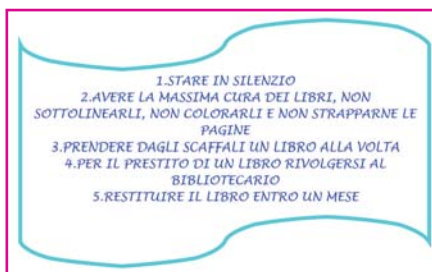 1.STARE IN SILENZIO
2.AVERE LA MASSIMA CURA DEI LIBRI, NON
SOTTOLINEARLI, NON COLORARLI E NON STRAPPARNE LE
PAGINE
3.PRENDERE DAGLI SCAFFALI UN LIBRO ALLA VOLTA
4.PER IL PRESTITO DI UN LIBRO RIVOLGERSI AL
BIBLIOTECARIO
5.RESTITUIRE IL LIBRO ENTRO UN MESE